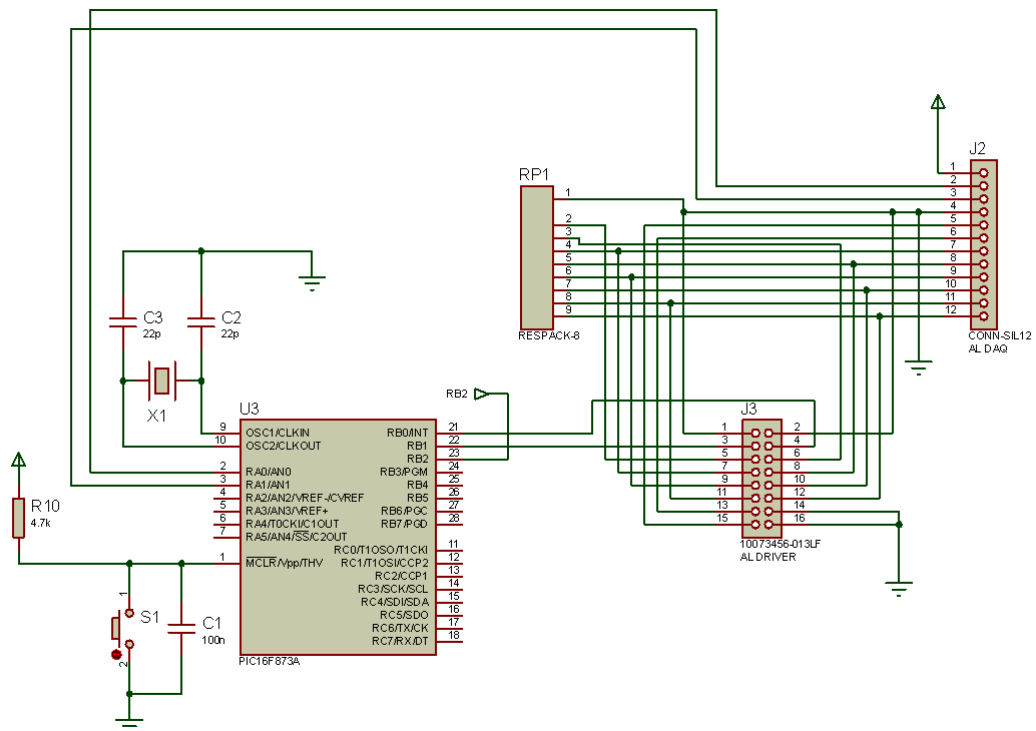 J2
1
2
3
4
5
6
7
8
9
10
11
12
CONN-SIL12
AL DAQ
RP1
1
2
3
4
5
6
7
8
9
RESPACK-8
C3
22p
C2
22p
X1
RB2
U3
9 OSC1/CLKIN RB0/INT 21
10 OSC2/CLKOUT RB1 22
RB2 23
2 RA0/AN0 RB3/PGM 24
3 RA1/AN1 RB4 25
4 RA2/AN2/VREF-/CVREF RB5 26
5 RA3/AN3/VREF+ RB6/PGC 27
6 RA4/T0CKI/C1OUT RB7/PGD 28
7 RA5/AN4/SS/C2OUT
RC0/T1OSO/T1CKI 11
1 MCLR/Vpp/THV RC1/T1OSI/CCP2 12
RC2/CCP1 13
RC3/SCK/SCL 14
RC4/SDI/SDA 15
RC5/SDO 16
RC6/TX/CK 17
RC7/RX/DT 18
PIC16F873A
J3
1 2
3 4
5 6
7 8
9 10
11 12
13 14
15 16
10073456-013LF
AL DRIVER
R10
4.7k
1
S1
2
C1
100n